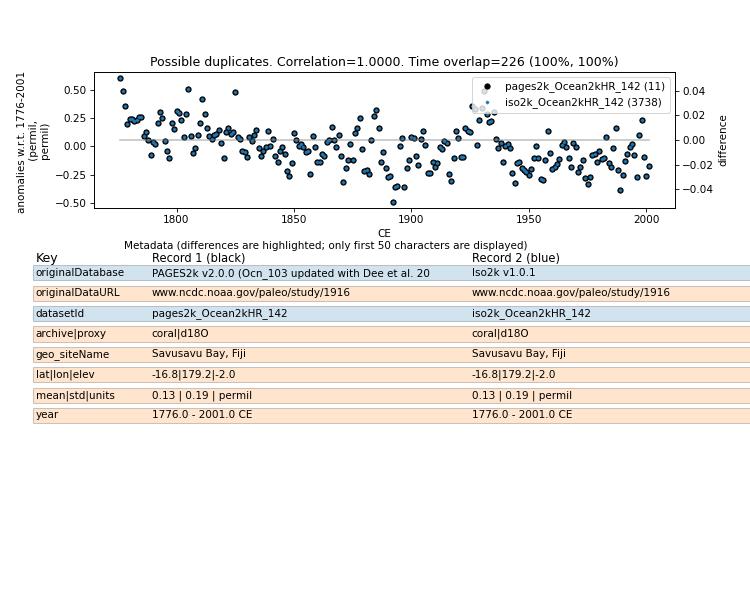 Possible duplicates. Correlation=1.0000. Time overlap=226 (100%, 100%)
anomalies w.r.t. 1776-2001
(permil,
permil)
0.50
0.25
0.00
−0.25
−0.50
pages2k_Ocean2kHR_142 (11)
iso2k_Ocean2kHR_142 (3738)
0.04
0.02
0.00
−0.02
−0.04
difference
1800 1850 1900 1950 2000
CE
Metadata (differences are highlighted; only first 50 characters are displayed)
Key Record 1 (black) Record 2 (blue)
originalDatabase PAGES2k v2.0.0 (Ocn_103 updated with Dee et al. 20 Iso2k v1.0.1
originalDataURL www.ncdc.noaa.gov/paleo/study/1916 www.ncdc.noaa.gov/paleo/study/1916
datasetId pages2k_Ocean2kHR_142 iso2k_Ocean2kHR_142
archive|proxy coral|d18O coral|d18O
geo_siteName Savusavu Bay, Fiji Savusavu Bay, Fiji
lat|lon|elev -16.8|179.2|-2.0 -16.8|179.2|-2.0
mean|std|units 0.13 | 0.19 | permil 0.13 | 0.19 | permil
year 1776.0 - 2001.0 CE 1776.0 - 2001.0 CE